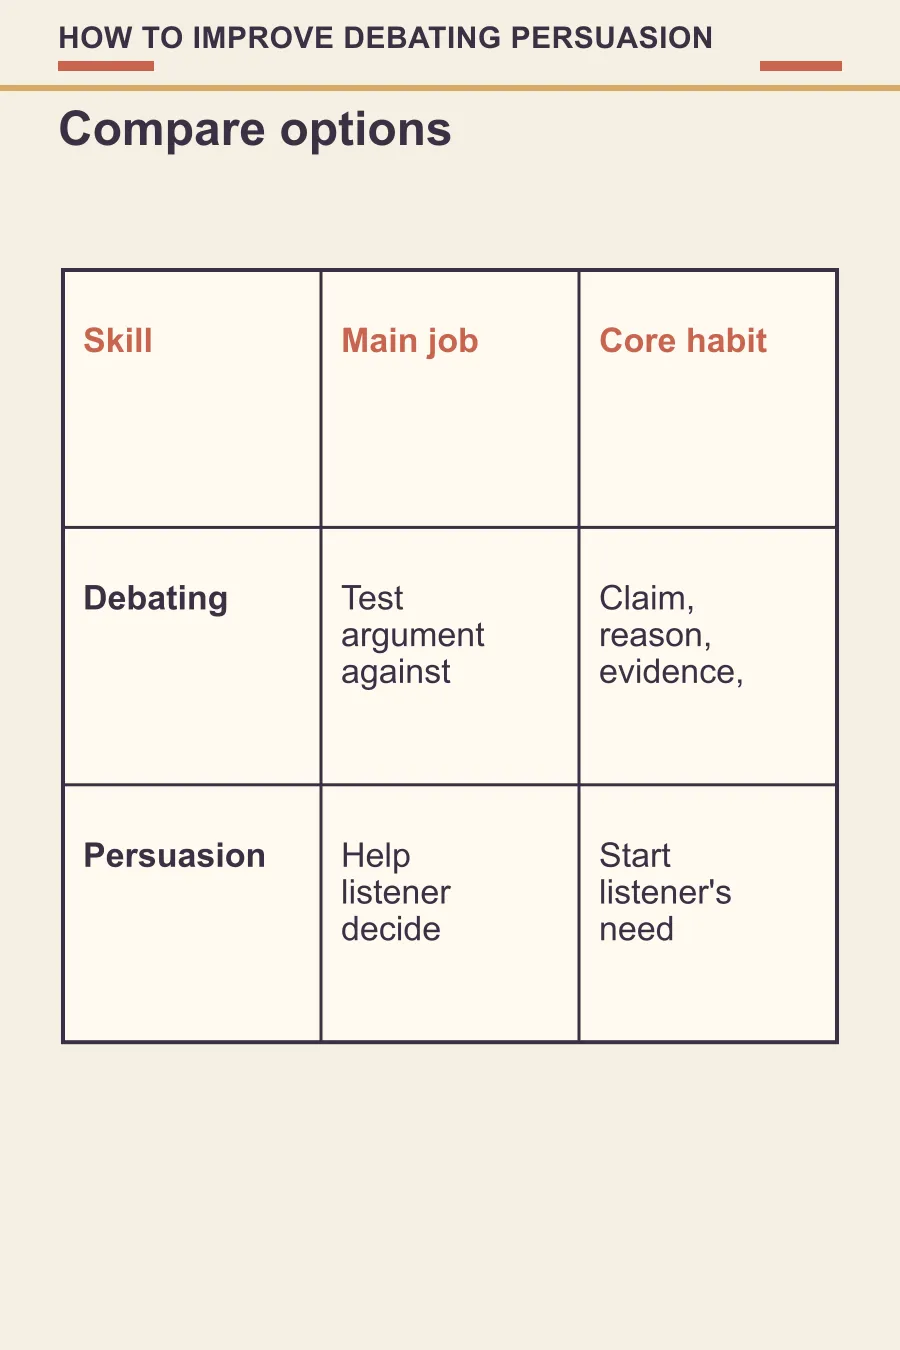 HOW TO IMPROVE DEBATING PERSUASION
Compare options
Skill
Main job
Core habit
Debating
Test
argument
against
Claim,
reason,
evidence,
Persuasion
Help
listener
decide
Start
listener's
need